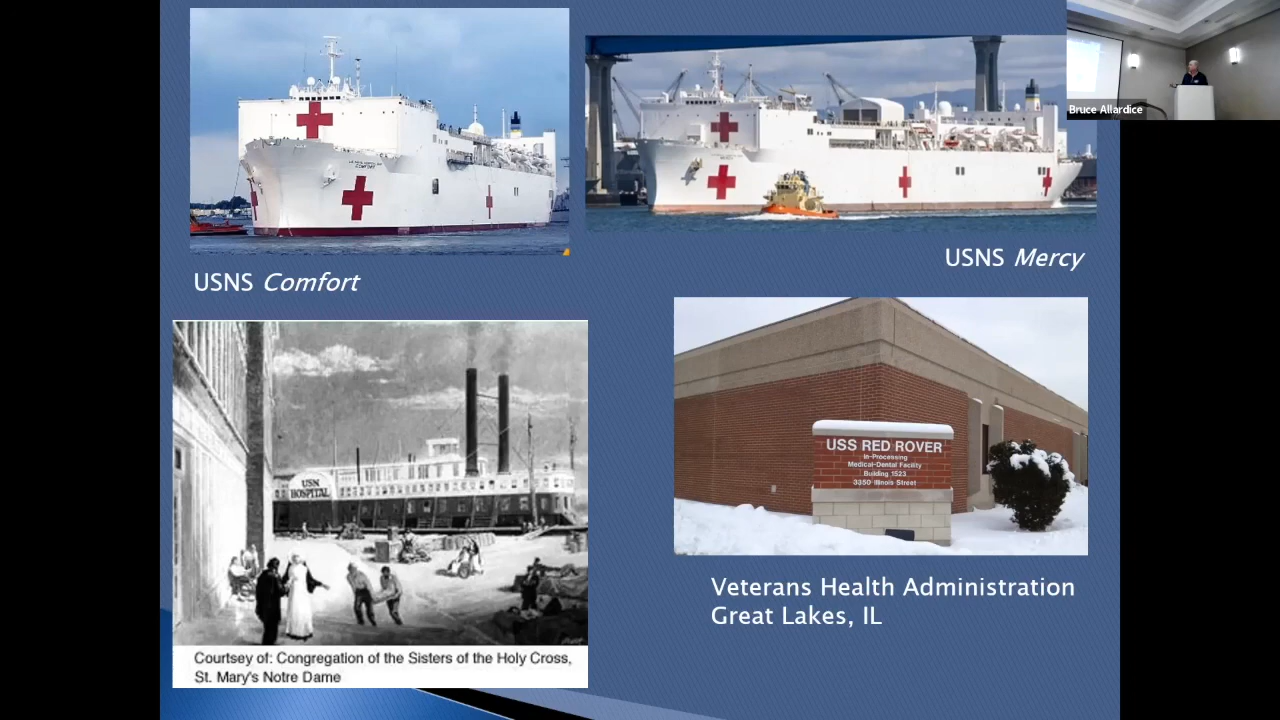 Bruce Allardice
USNS Comfort
USNS Mercy
USN
HOSPITAL
USS RED ROVER
In-Processing
Medical-Dental Facility
Building 1523
3350 Illinois Street
Veterans Health Administration
Great Lakes, IL
Courtsey of: Congregation of the Sisters of the Holy Cross,
St. Mary's Notre Dame